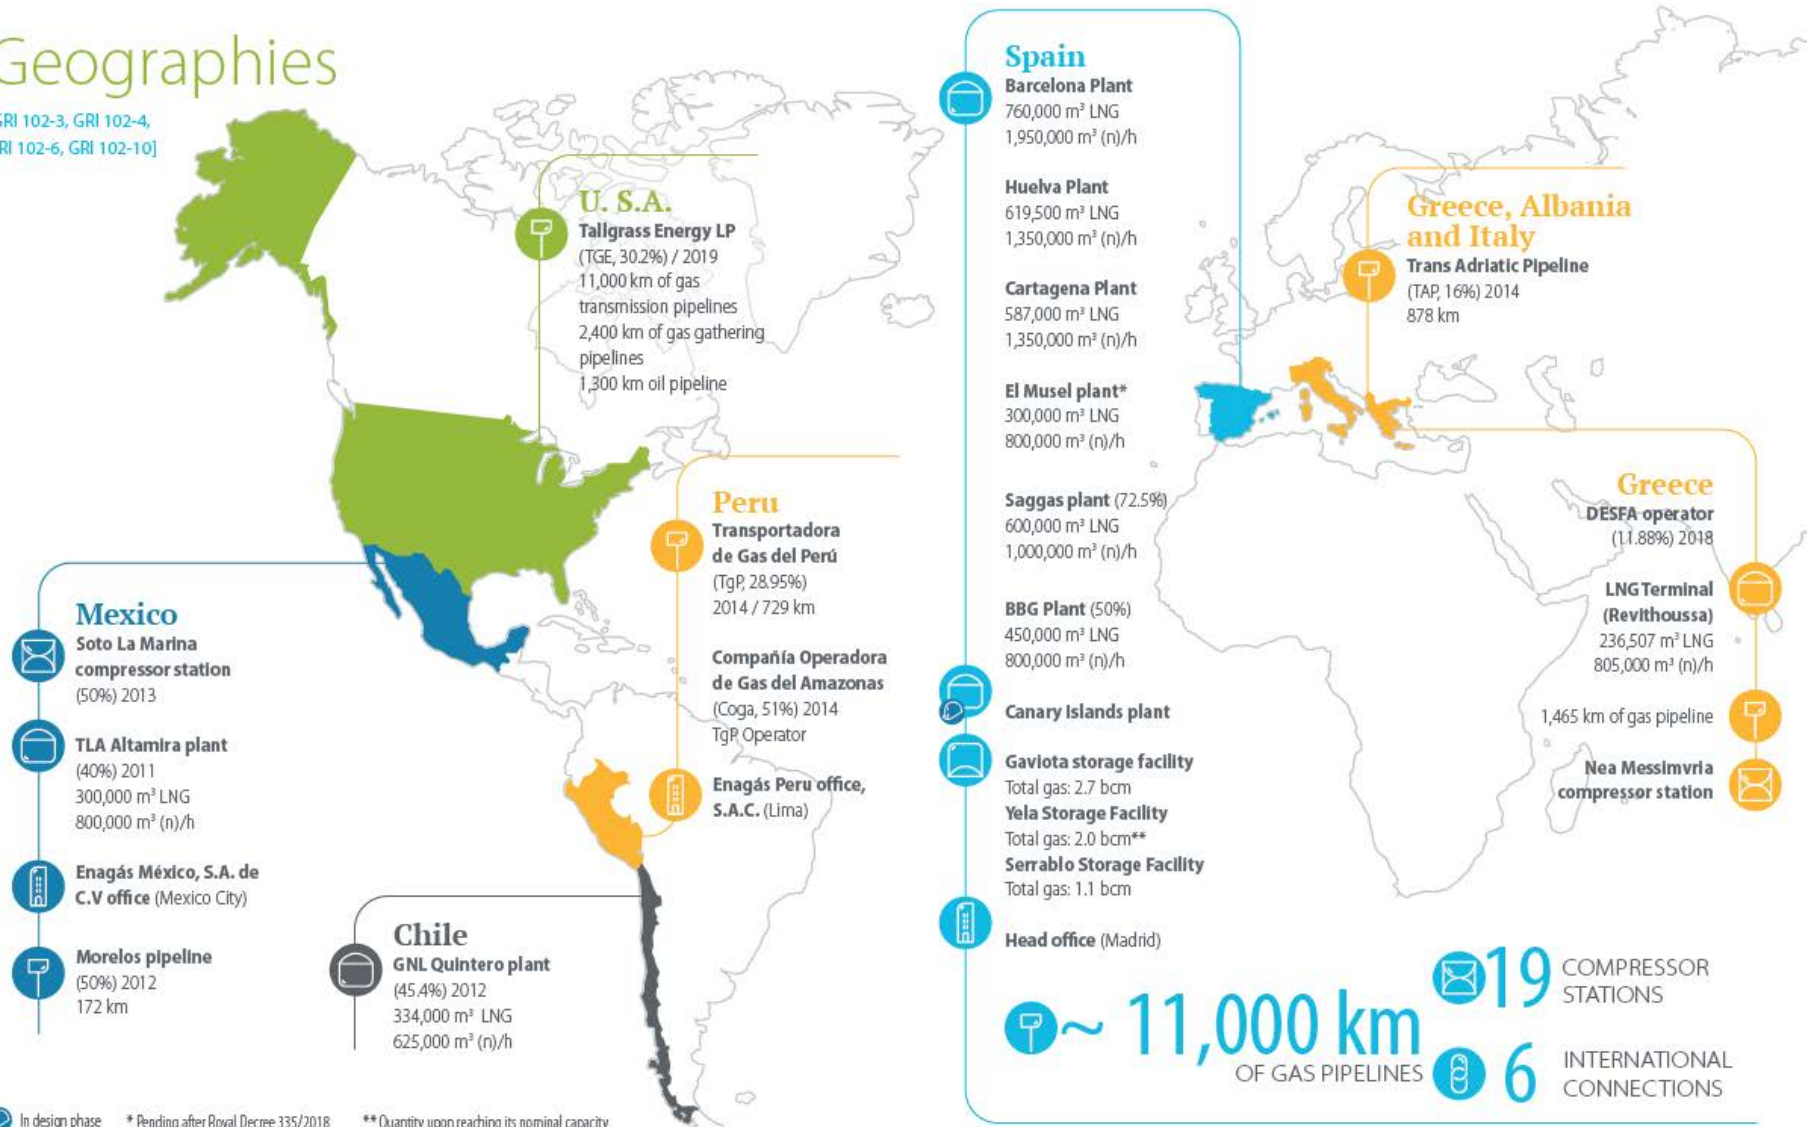 Geographies
GRI 102-3, GRI 102-4,
GRI 102-6, GRI 102-10]
U. S.A.
Tallgrass Energy LP
(TGE, 30.2%) / 2019
11,000 km of gas
transmission pipelines
2,400 km of gas gathering
pipelines
1,300 km oil pipeline
Mexico
Soto La Marina
compressor station
(50%) 2013
TLA Altamira plant
(40%) 2011
300,000 m³ LNG
800,000 m³ (n)/h
Enagás México, S.A. de
C.V office (Mexico City)
Morelos pipeline
(50%) 2012
172 km
Peru
Transportadora
de Gas del Perú
(TgP, 28.95%)
2014 / 729 km
Compañía Operadora
de Gas del Amazonas
(Coga, 51%) 2014
TgP Operator
Enagás Peru office,
S.A.C. (Lima)
Chile
GNL Quintero plant
(45.4%) 2012
334,000 m³ LNG
625,000 m³ (n)/h
Spain
Barcelona Plant
760,000 m³ LNG
1,950,000 m³ (n)/h
Huelva Plant
619,500 m³ LNG
1,350,000 m³ (n)/h
Cartagena Plant
587,000 m³ LNG
1,350,000 m³ (n)/h
El Musel plant*
300,000 m³ LNG
800,000 m³ (n)/h
Saggas plant (72.5%)
600,000 m³ LNG
1,000,000 m³ (n)/h
BBG Plant (50%)
450,000 m³ LNG
800,000 m³ (n)/h
Canary Islands plant
Gaviota storage facility
Total gas: 2.7 bcm
Yela Storage Facility
Total gas: 2.0 bcm**
Serrablo Storage Facility
Total gas: 1.1 bcm
Head office (Madrid)
~ 11,000 km
OF GAS PIPELINES
19 COMPRESSOR
STATIONS
6 INTERNATIONAL
CONNECTIONS
Greece, Albania
and Italy
Trans Adriatic Pipeline
(TAP, 16%) 2014
878 km
Greece
DESFA operator
(11.88%) 2018
LNG Terminal
(Revithoussa)
236,507 m³ LNG
805,000 m³ (n)/h
1,465 km of gas pipeline
Nea Messimvria
compressor station
In design phase * Pending after Royal Decree 335/2018 ** Quantity upon reaching its nominal capacity